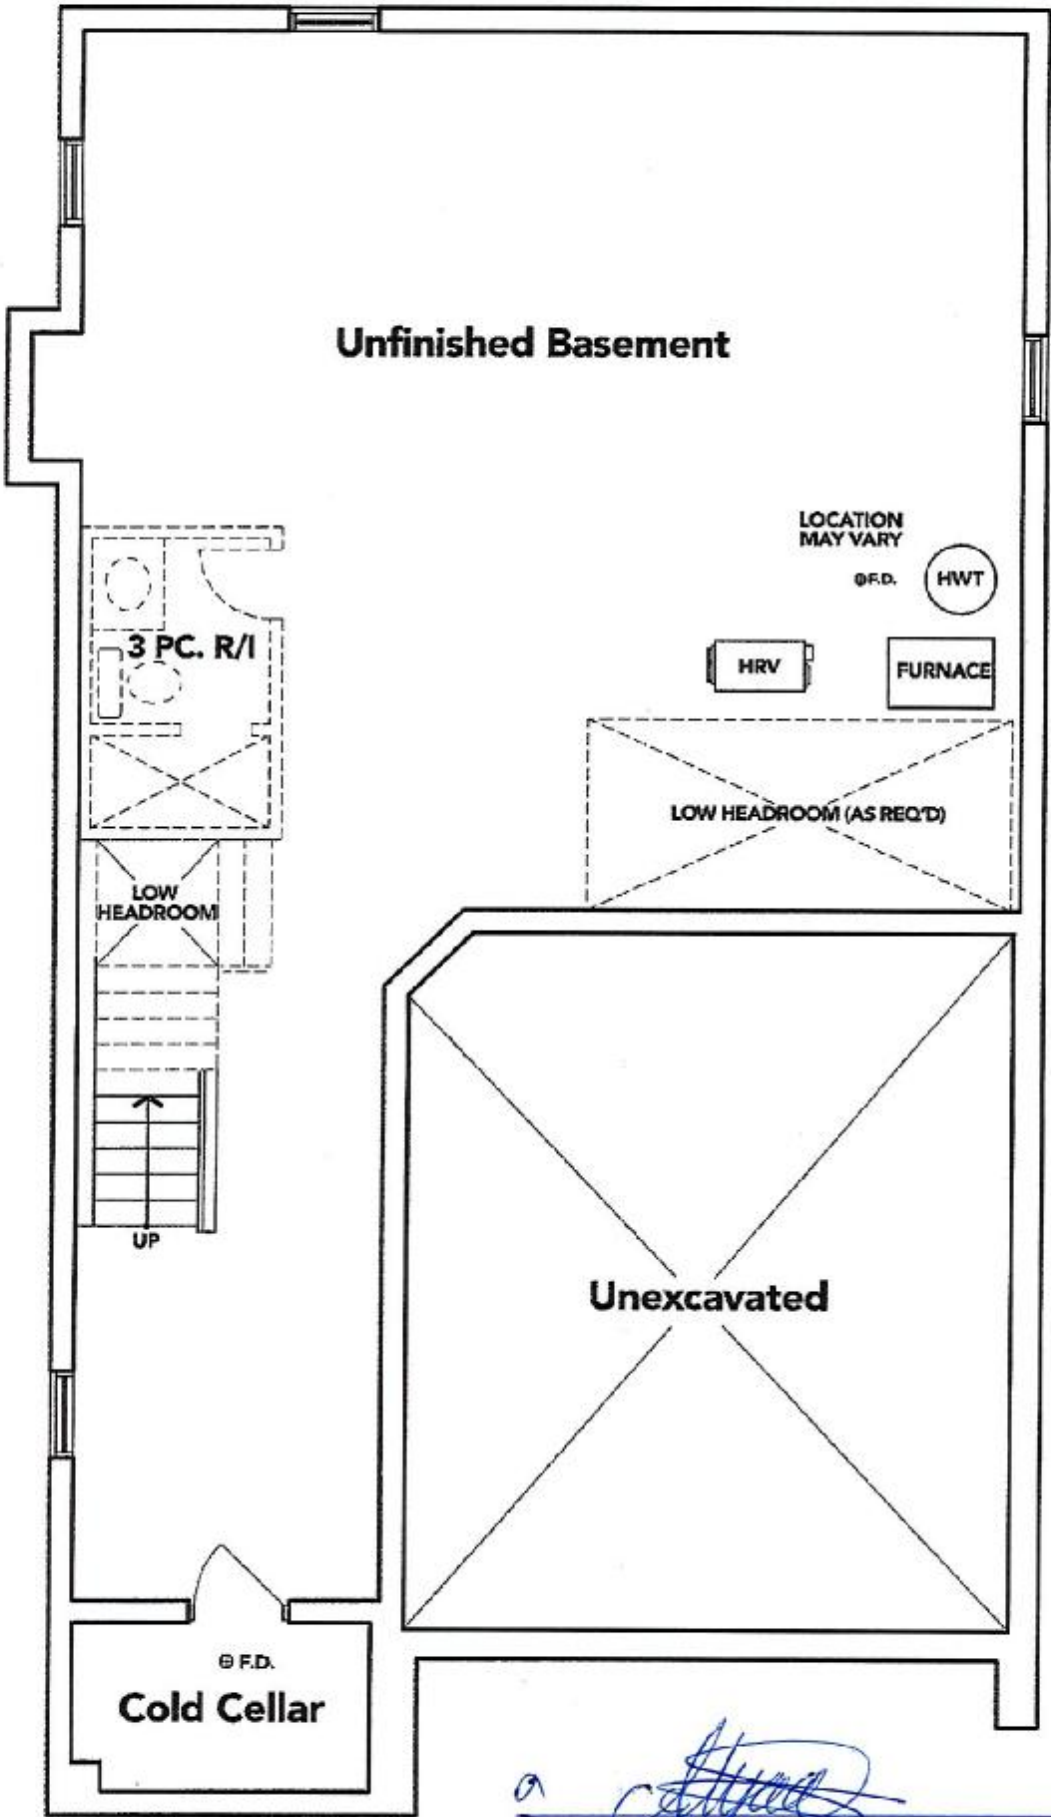 Unfinished Basement
LOCATION
MAY VARY
F.D.
HWT
3 PC. R/I
HRV
FURNACE
LOW HEADROOM (AS REQ'D)
LOW
HEADROOM
UP
Unexcavated
F.D.
Cold Cellar